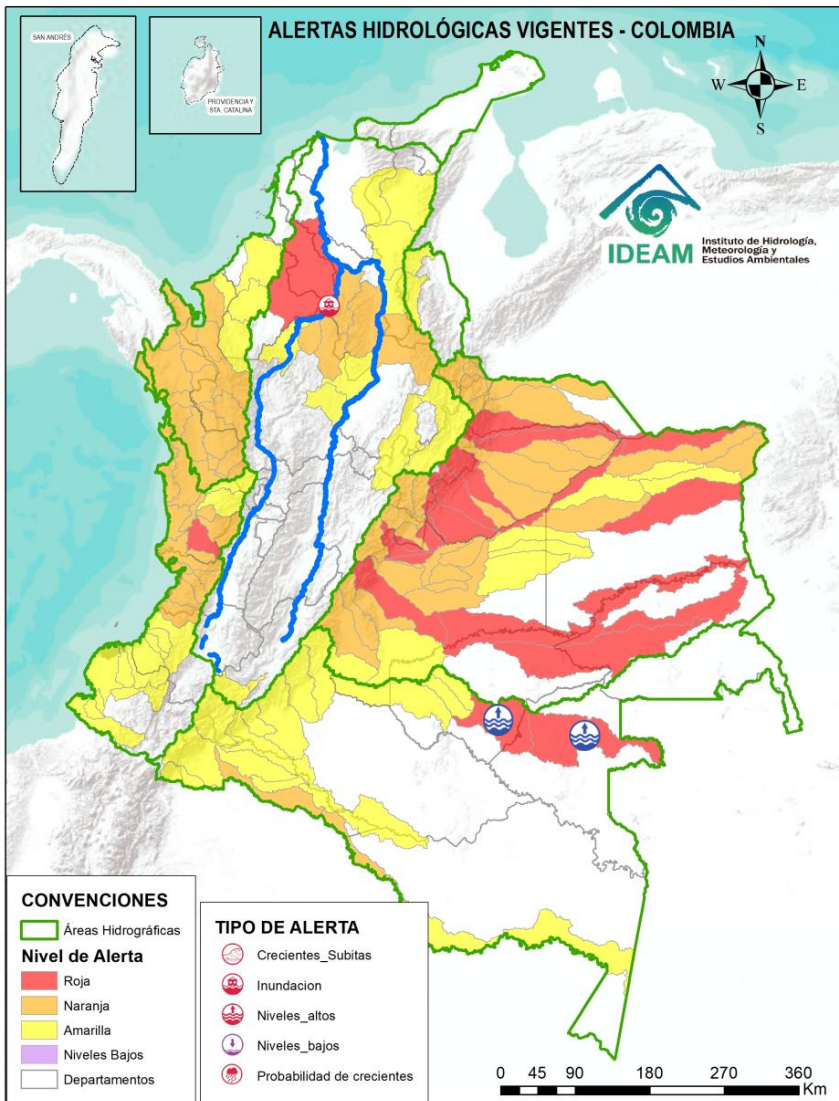 ALERTAS HIDROLÓGICAS VIGENTES - COLOMBIA
SAN ANDRÉS
PROVIDENCIA Y
STA. CATALINA
N
W
E
S
IDEAM
Instituto de Hidrología,
Meteorología y
Estudios Ambientales
CONVENCIONES
Áreas Hidrográficas
Nivel de Alerta
Roja
Naranja
Amarilla
Niveles Bajos
Departamentos
TIPO DE ALERTA
Crecientes_Subitas
Inundacion
Niveles_altos
Niveles_bajos
Probabilidad de crecientes
0 45 90 180 270 360
Km